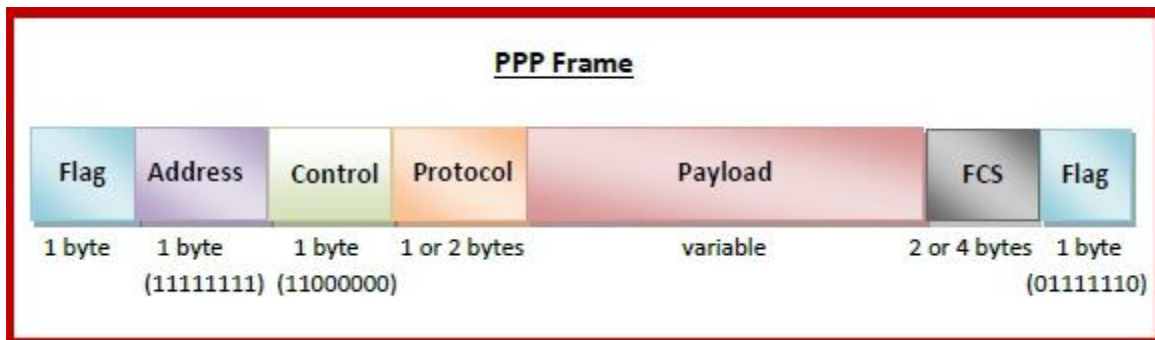 PPP Frame
Flag Address Control Protocol Payload FCS Flag
1 byte 1 byte 1 byte 1 or 2 bytes variable 2 or 4 bytes 1 byte
(11111111) (11000000) (01111110)